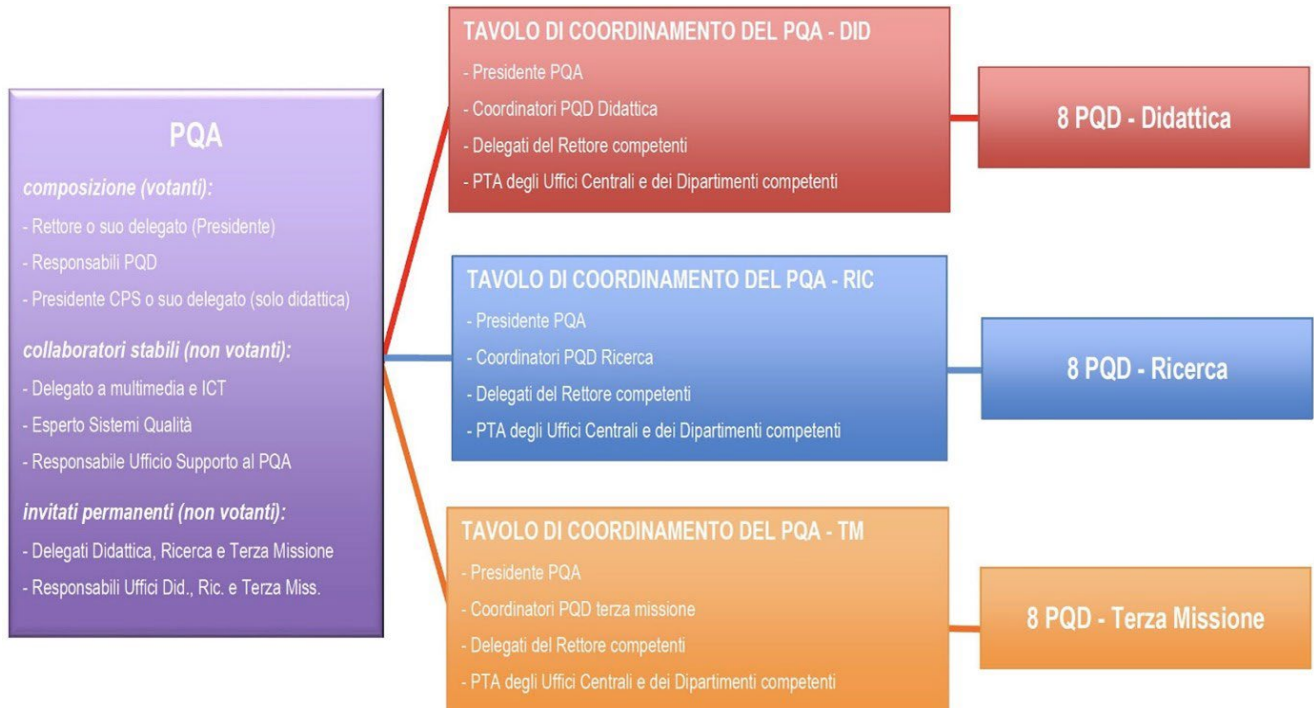 PQA
composizione (votanti):
- Rettore o suo delegato (Presidente)
- Responsabili PQD
- Presidente CPS o suo delegato (solo didattica)
collaboratori stabili (non votanti):
- Delegato a multimedia e ICT
- Esperto Sistemi Qualità
- Responsabile Ufficio Supporto al PQA
invitati permanenti (non votanti):
- Delegati Didattica, Ricerca e Terza Missione
- Responsabili Uffici Did., Ric. e Terza Miss.
TAVOLO DI COORDINAMENTO DEL PQA - DID
- Presidente PQA
- Coordinatori PQD Didattica
- Delegati del Rettore competenti
- PTA degli Uffici Centrali e dei Dipartimenti competenti
8 PQD - Didattica
TAVOLO DI COORDINAMENTO DEL PQA - RIC
- Presidente PQA
- Coordinatori PQD Ricerca
- Delegati del Rettore competenti
- PTA degli Uffici Centrali e dei Dipartimenti competenti
8 PQD - Ricerca
TAVOLO DI COORDINAMENTO DEL PQA - TM
- Presidente PQA
- Coordinatori PQD terza missione
- Delegati del Rettore competenti
- PTA degli Uffici Centrali e dei Dipartimenti competenti
8 PQD - Terza Missione